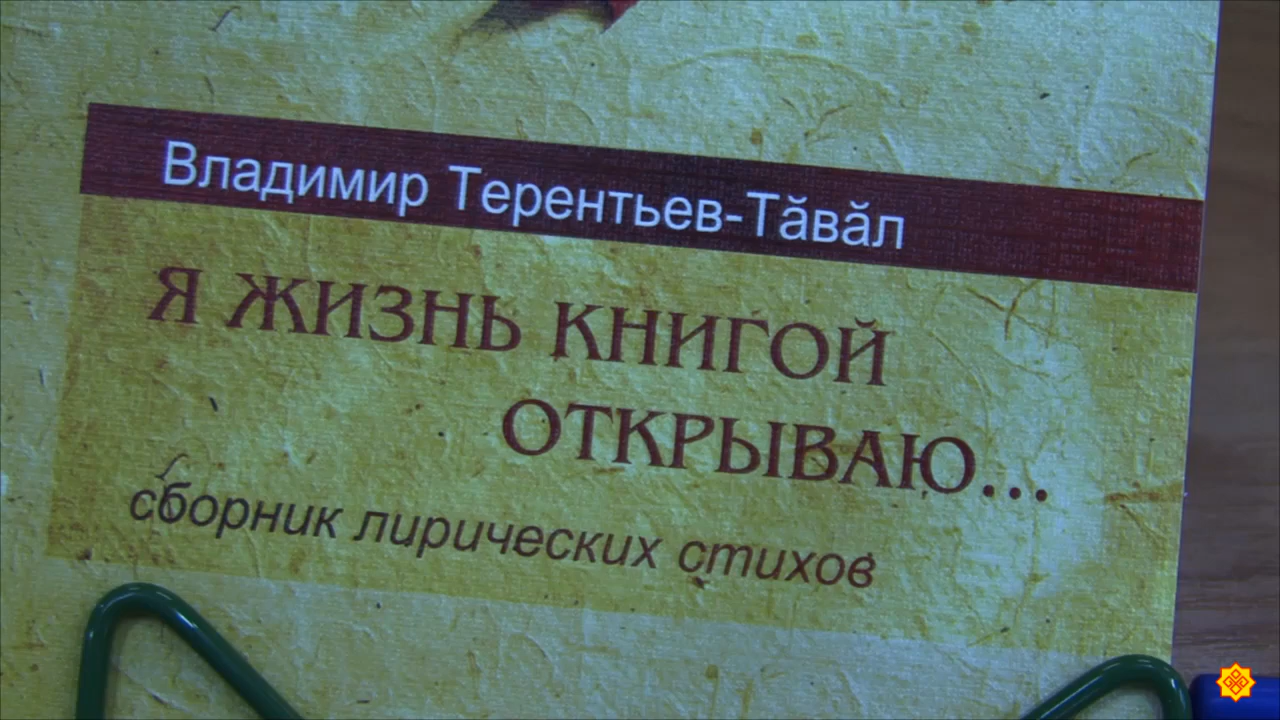 Владимир Терентьев-Тӑвӑл
Я ЖИЗНЬ КНИГОЙ
ОТКРЫВАЮ...
сборник лирических стихов